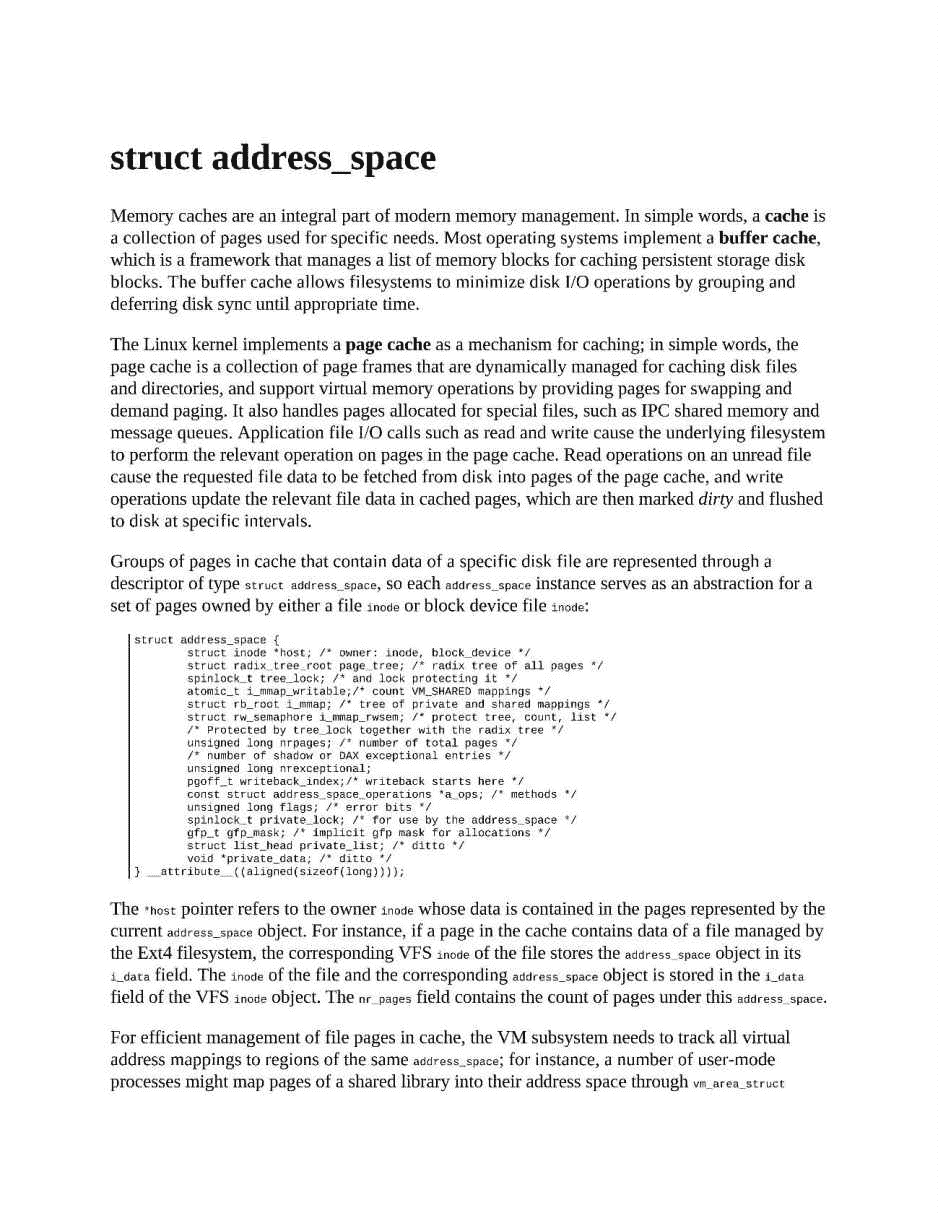 struct address_space
Memory caches are an integral part of modern memory management. In simple words, a cache is
a collection of pages used for specific needs. Most operating systems implement a buffer cache,
which is a framework that manages a list of memory blocks for caching persistent storage disk
blocks. The buffer cache allows filesystems to minimize disk I/O operations by grouping and
deferring disk sync until appropriate time.
The Linux kernel implements a page cache as a mechanism for caching; in simple words, the
page cache is a collection of page frames that are dynamically managed for caching disk files
and directories, and support virtual memory operations by providing pages for swapping and
demand paging. It also handles pages allocated for special files, such as IPC shared memory and
message queues. Application file I/O calls such as read and write cause the underlying filesystem
to perform the relevant operation on pages in the page cache. Read operations on an unread file
cause the requested file data to be fetched from disk into pages of the page cache, and write
operations update the relevant file data in cached pages, which are then marked dirty and flushed
to disk at specific intervals.
Groups of pages in cache that contain data of a specific disk file are represented through a
descriptor of type struct address_space, so each address_space instance serves as an abstraction for a
set of pages owned by either a file inode or block device file inode:
struct address_space {
struct inode *host; /* owner: inode, block_device */
struct radix_tree_root page_tree; /* radix tree of all pages */
spinlock_t tree_lock; /* and lock protecting it */
atomic_t i_mmap_writable;/* count VM_SHARED mappings */
struct rb_root i_mmap; /* tree of private and shared mappings */
struct rw_semaphore i_mmap_rwsem; /* protect tree, count, list */
/* Protected by tree_lock together with the radix tree */
unsigned long nrpages; /* number of total pages */
/* number of shadow or DAX exceptional entries */
unsigned long nrexceptional;
pgoff_t writeback_index;/* writeback starts here */
const struct address_space_operations *a_ops; /* methods */
unsigned long flags; /* error bits */
spinlock_t private_lock; /* for use by the address_space */
gfp_t gfp_mask; /* implicit gfp mask for allocations */
struct list_head private_list; /* ditto */
void *private_data; /* ditto */
} __attribute__((aligned(sizeof(long))));
The *host pointer refers to the owner inode whose data is contained in the pages represented by the
current address_space object. For instance, if a page in the cache contains data of a file managed by
the Ext4 filesystem, the corresponding VFS inode of the file stores the address_space object in its
i_data field. The inode of the file and the corresponding address_space object is stored in the i_data
field of the VFS inode object. The nr_pages field contains the count of pages under this address_space.
For efficient management of file pages in cache, the VM subsystem needs to track all virtual
address mappings to regions of the same address_space; for instance, a number of user-mode
processes might map pages of a shared library into their address space through vm_area_struct